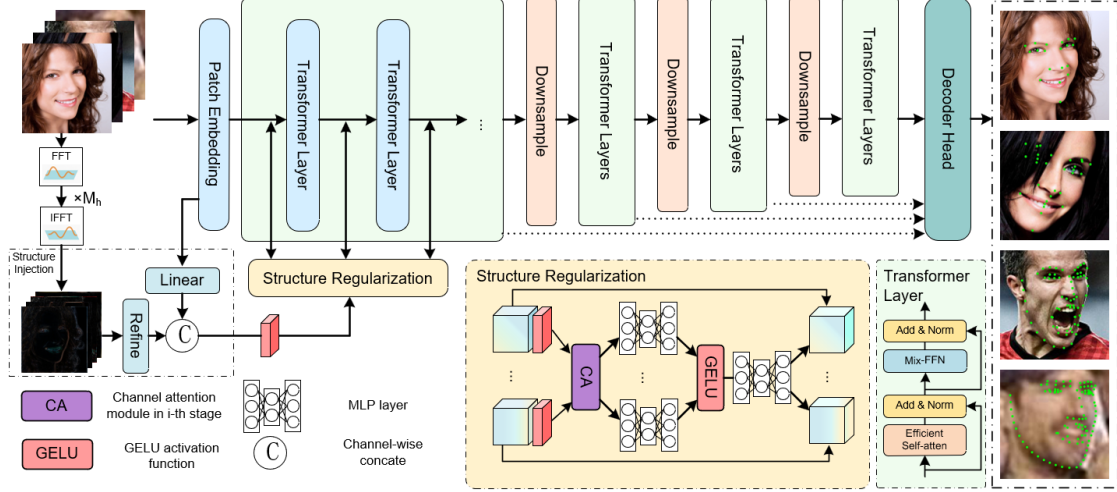 FFT
×Mh
IFFT
Structure
Injection
Refine
Linear
C
Patch Embedding
Transformer Layer
Transformer Layer
...
Downsample
Transformer Layers
Downsample
Transformer Layers
Downsample
Transformer Layers
Decoder Head
Structure Regularization
CA
Channel attention
module in i-th stage
MLP layer
GELU
GELU activation
function
C
Channel-wise
concate
Structure Regularization
...
CA
...
GELU
...
Transformer
Layer
Add & Norm
Mix-FFN
Add & Norm
Efficient
Self-atten